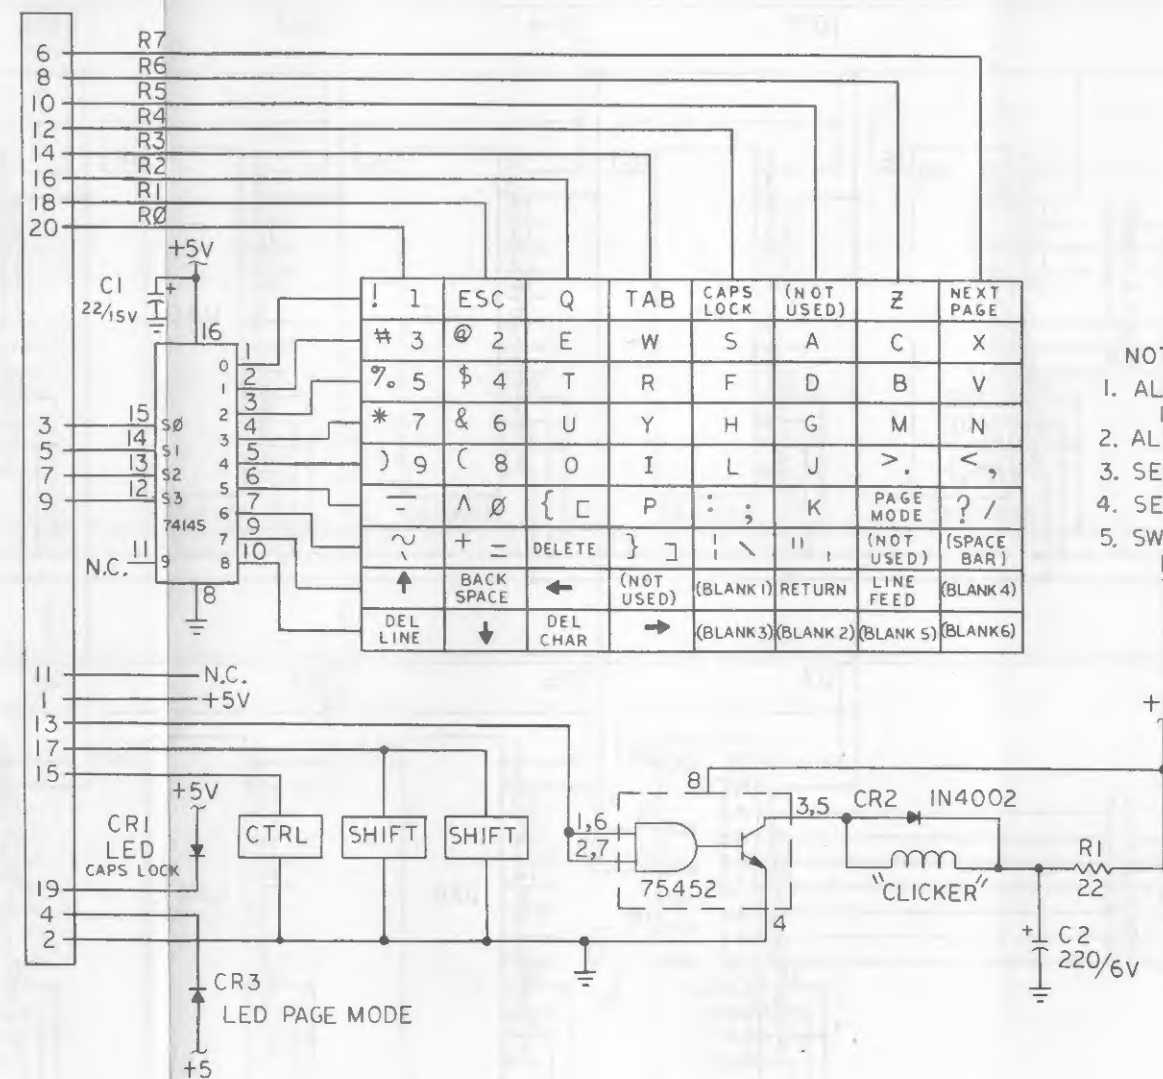 6 R7
8 R6
10 R5
12 R4
14 R3
16 R2
18 R1
20 RØ
+5V
C1 +
22/15V
16
! 1 ESC Q TAB CAPS LOCK (NOT USED) Z NEXT PAGE
# 3 @ 2 E W S A C X
% 5 $ 4 T R F D B V
* 7 & 6 U Y H G M N
) 9 ( 8 O I L J >. <,
_ - Λ Ø { [ P : ; K PAGE MODE ? /
~ + = DELETE } ] ¦ \ " , (NOT USED) (SPACE BAR)
↑ BACK SPACE ← (NOT USED) (BLANK 1) RETURN LINE FEED (BLANK 4)
DEL LINE ↓ DEL CHAR → (BLANK 3) (BLANK 2) (BLANK 5) (BLANK 6)
0 1
1 2
2 3
3 4
4 5
5 6
6 7
7 9
8 10
3 15 SØ
5 14 S1
7 13 S2
9 12 S3
74145
N.C. 11 9
8
NOT
1. AL
2. AL
3. SE
4. SE
5. SW
11 N.C.
1 +5V
13
17
15
+5V
CR1
LED
CAPS LOCK
19
4
2
CTRL SHIFT SHIFT
8
1,6
2,7
75452
3,5
4
CR2 IN4002
"CLICKER"
R1
22
+
+ C2
220/6V
CR3
LED PAGE MODE
+5